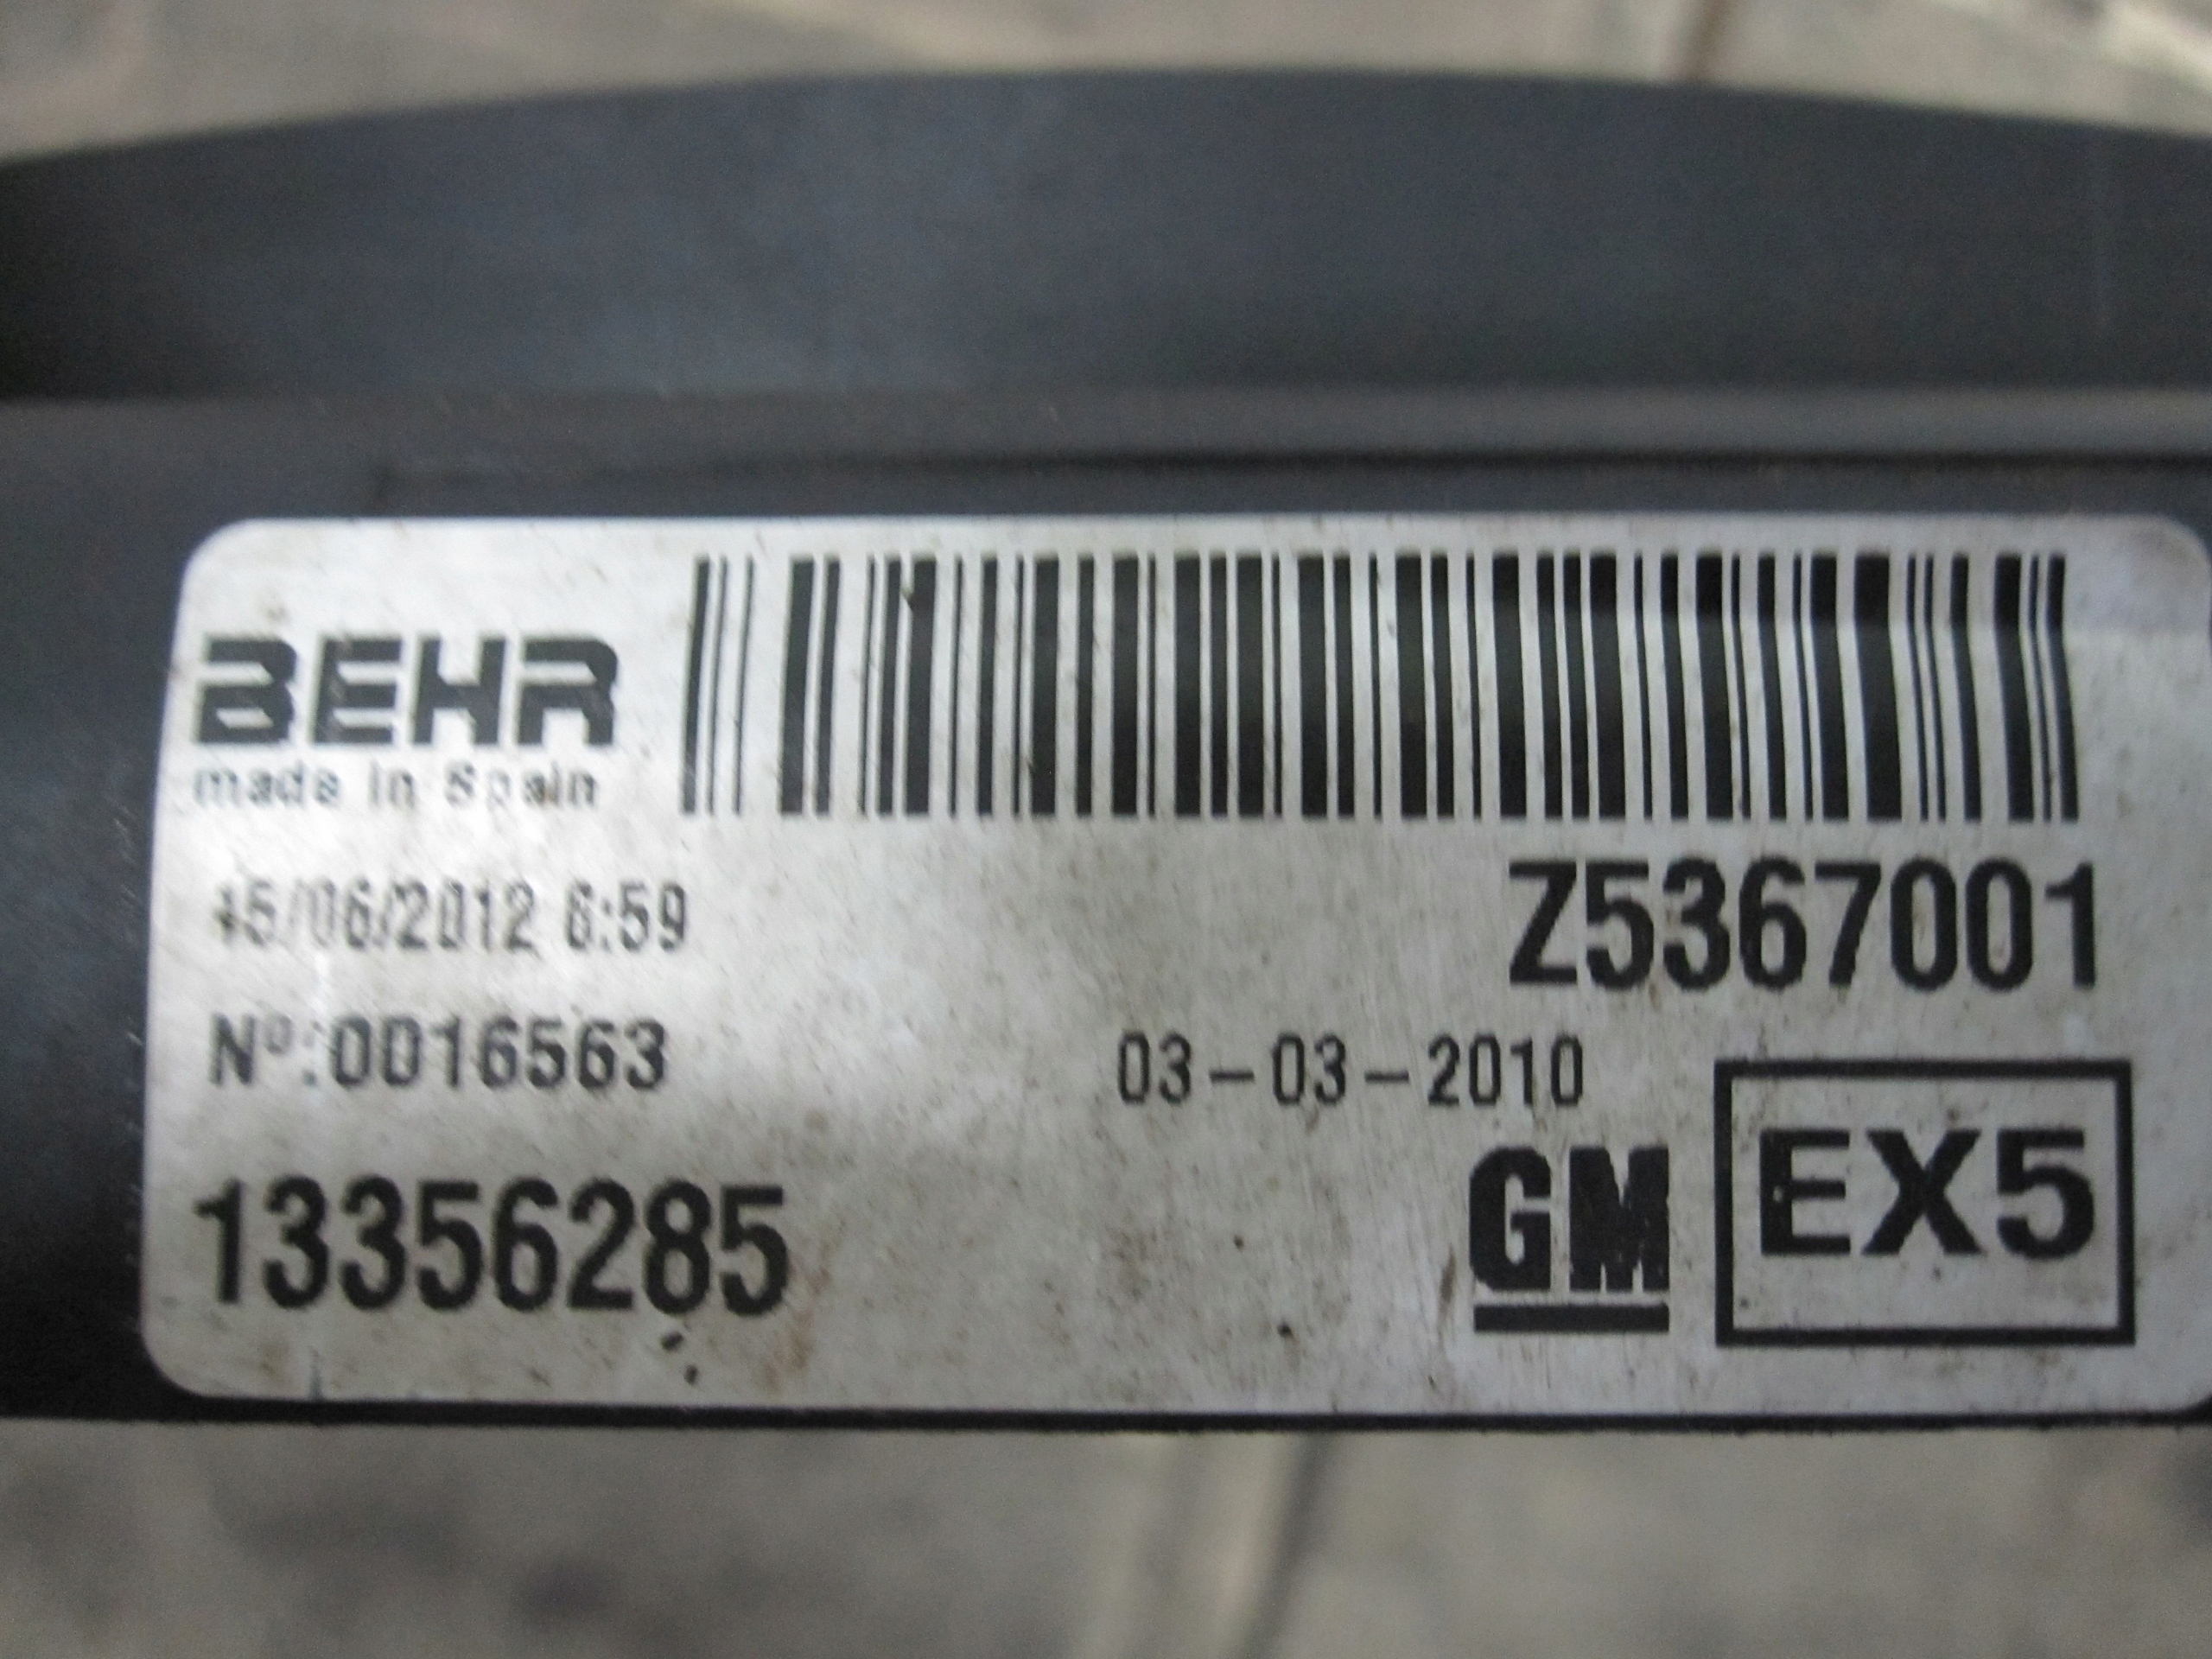 BEHR
made in Spain
15/06/2012 6:59
Z5367001
Nº:0016563
03-03-2010
13356285
GM
EX5